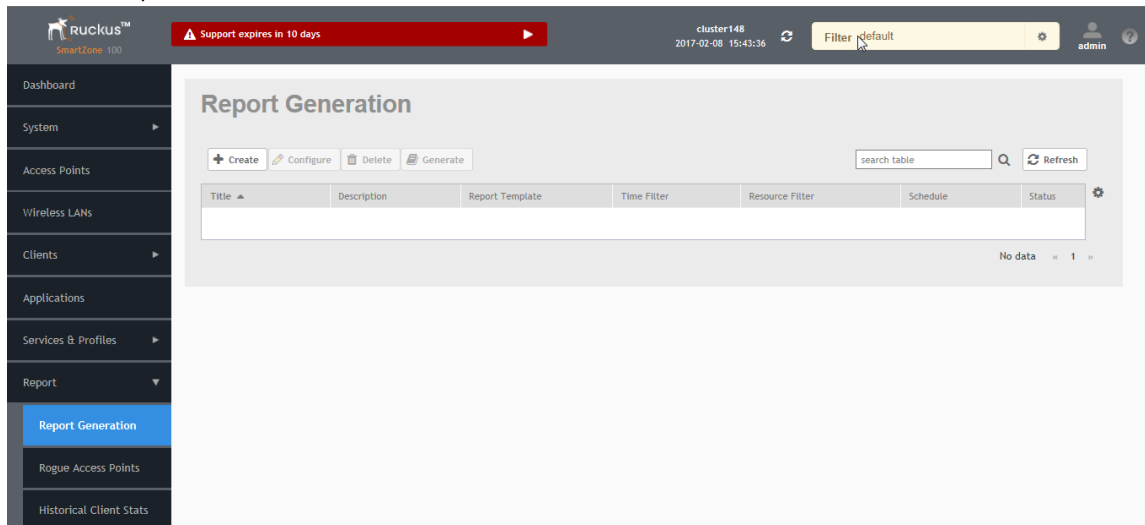 Ruckus™
SmartZone 100
Support expires in 10 days
cluster148
2017-02-08 15:43:36
Filter default
admin
Dashboard
System
Access Points
Wireless LANs
Clients
Applications
Services & Profiles
Report
Report Generation
Rogue Access Points
Historical Client Stats
Report Generation
Create Configure Delete Generate
search table
Refresh
Title Description Report Template Time Filter Resource Filter Schedule Status
No data « 1 »